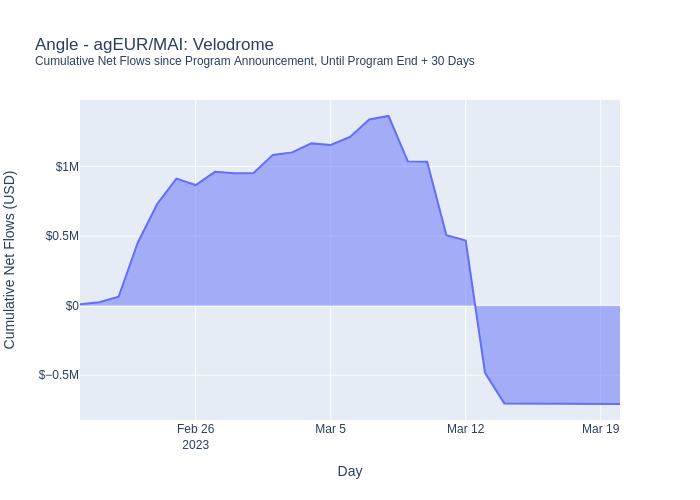 Angle - agEUR/MAI: Velodrome
Cumulative Net Flows since Program Announcement, Until Program End + 30 Days
Cumulative Net Flows (USD)
$1M
$0.5M
$0
$−0.5M
Feb 26
2023
Mar 5
Mar 12
Mar 19
Day